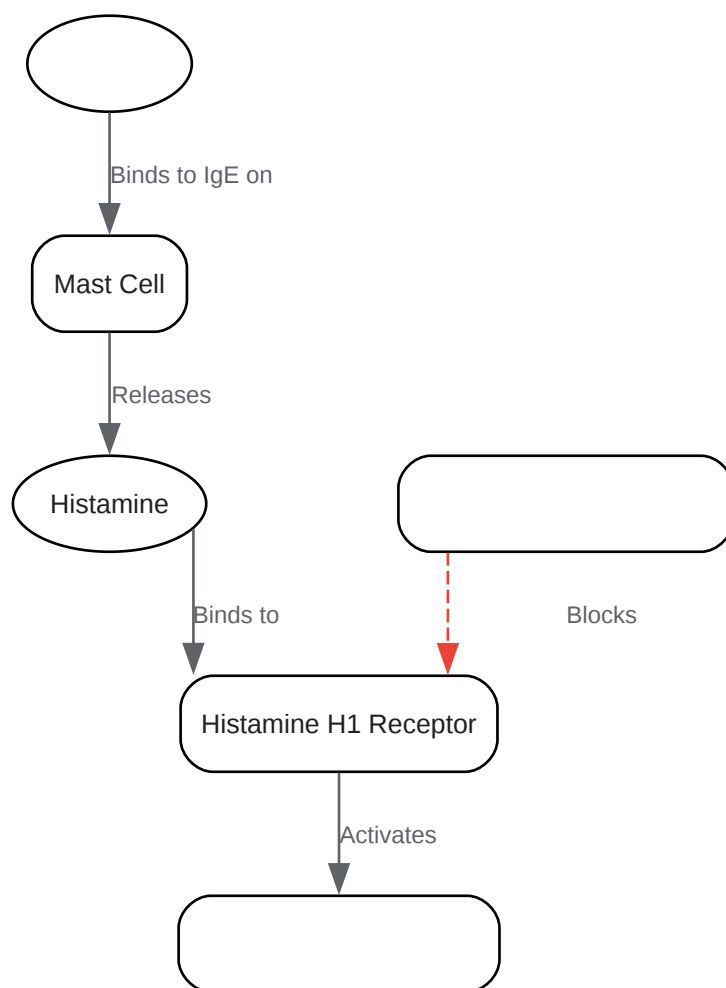 Binds to IgE on
Mast Cell
Releases
Histamine
Binds to
Blocks
Histamine H1 Receptor
Activates